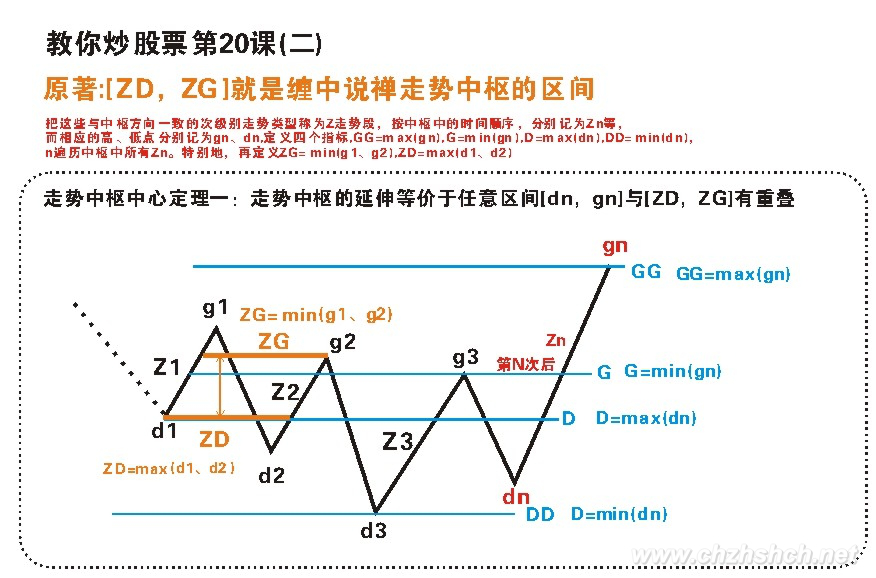 教你炒股票第20课(二)
原著:[ZD，ZG]就是缠中说禅走势中枢的区间
把这些与中枢方向一致的次级别走势类型称为Z走势段，按中枢中的时间顺序，分别记为Zn等，
而相应的高、低点分别记为gn、dn,定义四个指标,GG=max(gn),G=min(gn),D=max(dn),DD=min(dn)，
n遍历中枢中所有Zn。特别地，再定义ZG=min(g1、g2),ZD=max(d1、d2)
走势中枢中心定理一：走势中枢的延伸等价于任意区间[dn，gn]与[ZD，ZG]有重叠
gn
GG GG=max(gn)
g1
ZG=min(g1、g2)
ZG
g2
Zn
Z1
g3
第N次后
G G=min(gn)
Z2
D D=max(dn)
d1
ZD
Z3
ZD=max(d1、d2)
d2
dn
DD D=min(dn)
d3
www.chzhshch.net